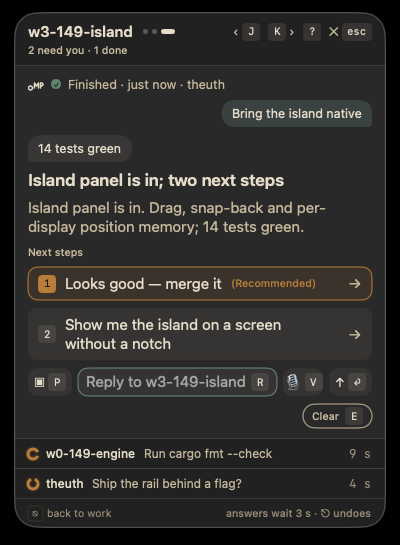 w3-149-island ‹ J K › ? × esc
2 need you · 1 done
oMP Finished · just now · theuth
Bring the island native
14 tests green
Island panel is in; two next steps
Island panel is in. Drag, snap-back and per-
display position memory; 14 tests green.
Next steps
1 Looks good — merge it (Recommended) →
2 Show me the island on a screen
without a notch →
P Reply to w3-149-island R V ↑ ↵
Clear E
w0-149-engine Run cargo fmt --check 9 s
theuth Ship the rail behind a flag? 4 s
back to work answers wait 3 s · undoes